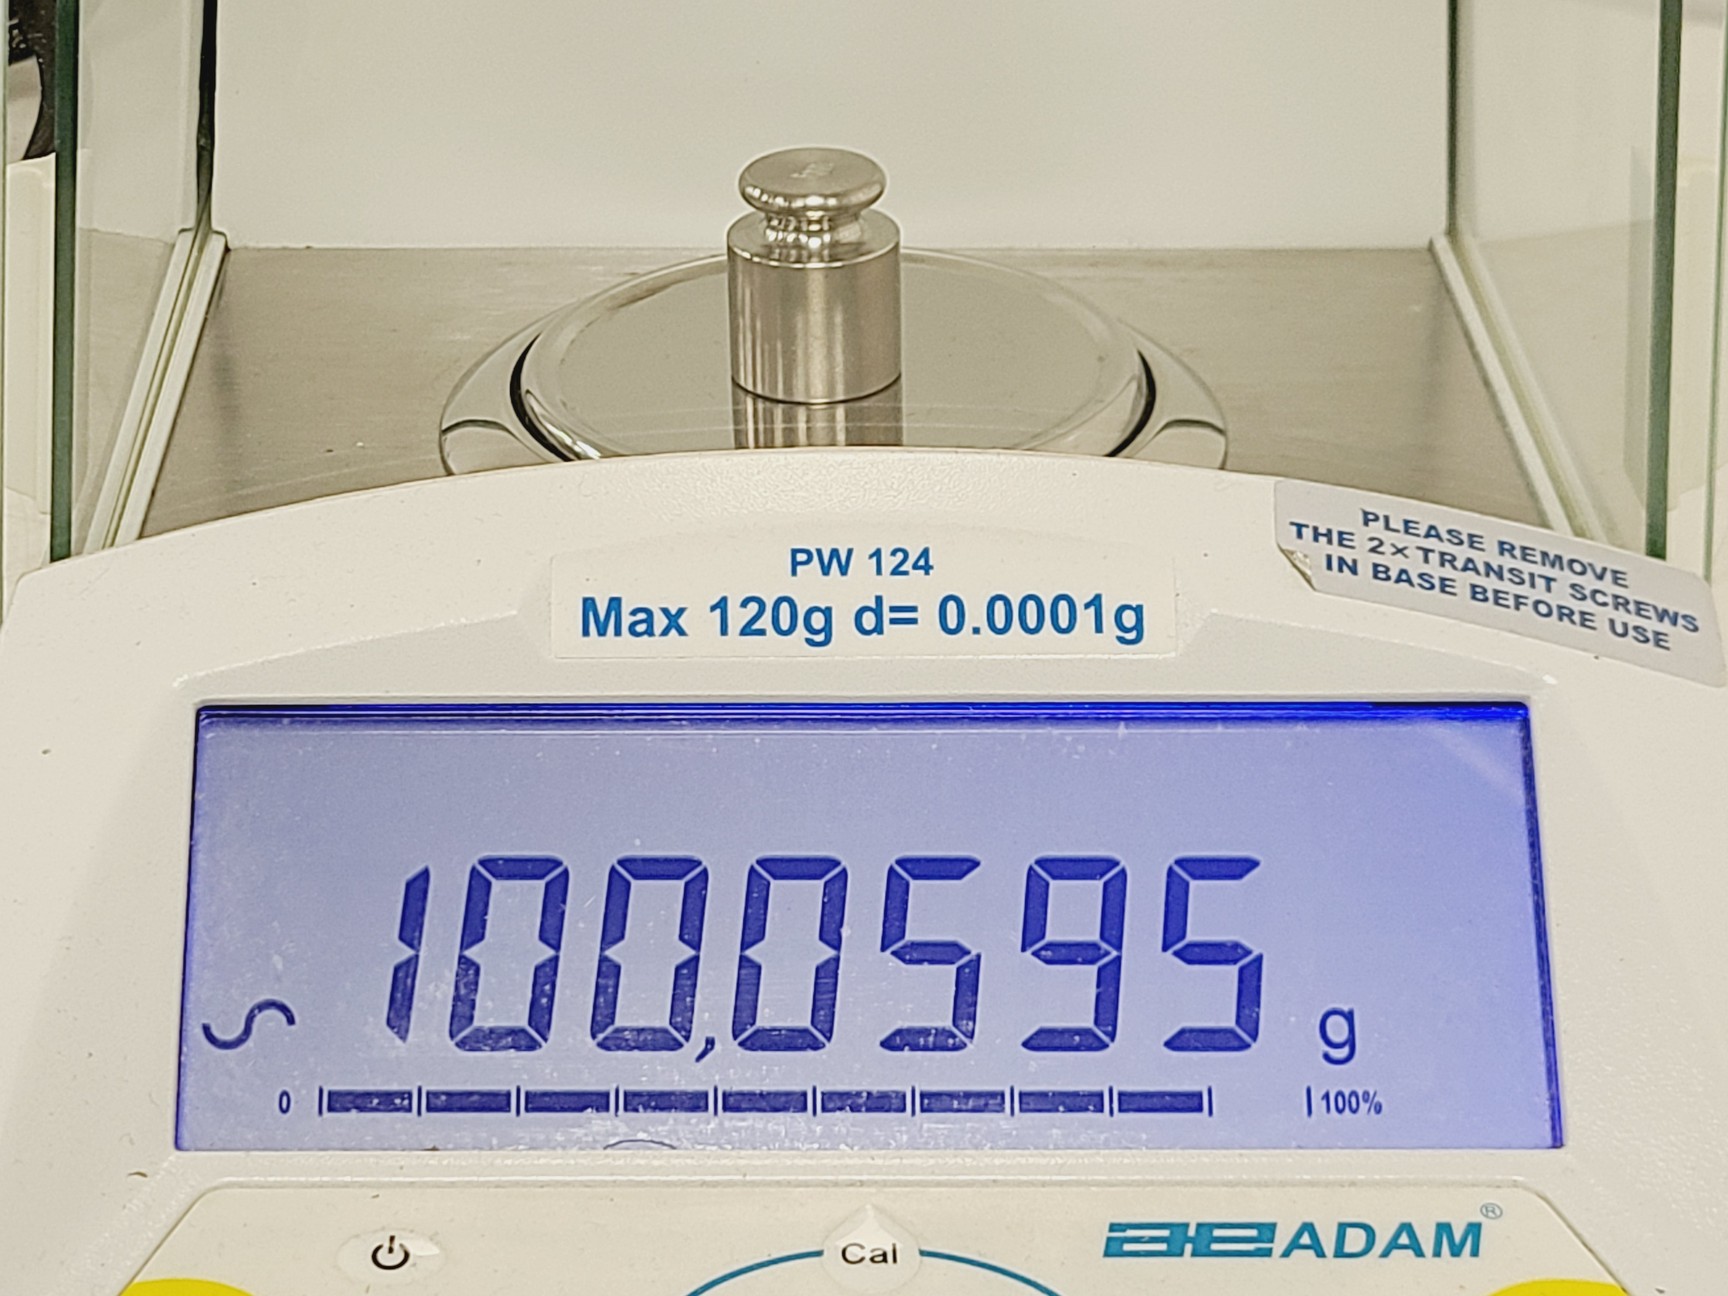 PW 124
Max 120g d= 0.0001g
PLEASE REMOVE
THE 2×TRANSIT SCREWS
IN BASE BEFORE USE
100,0595 g
0 100%
Cal
ae ADAM®